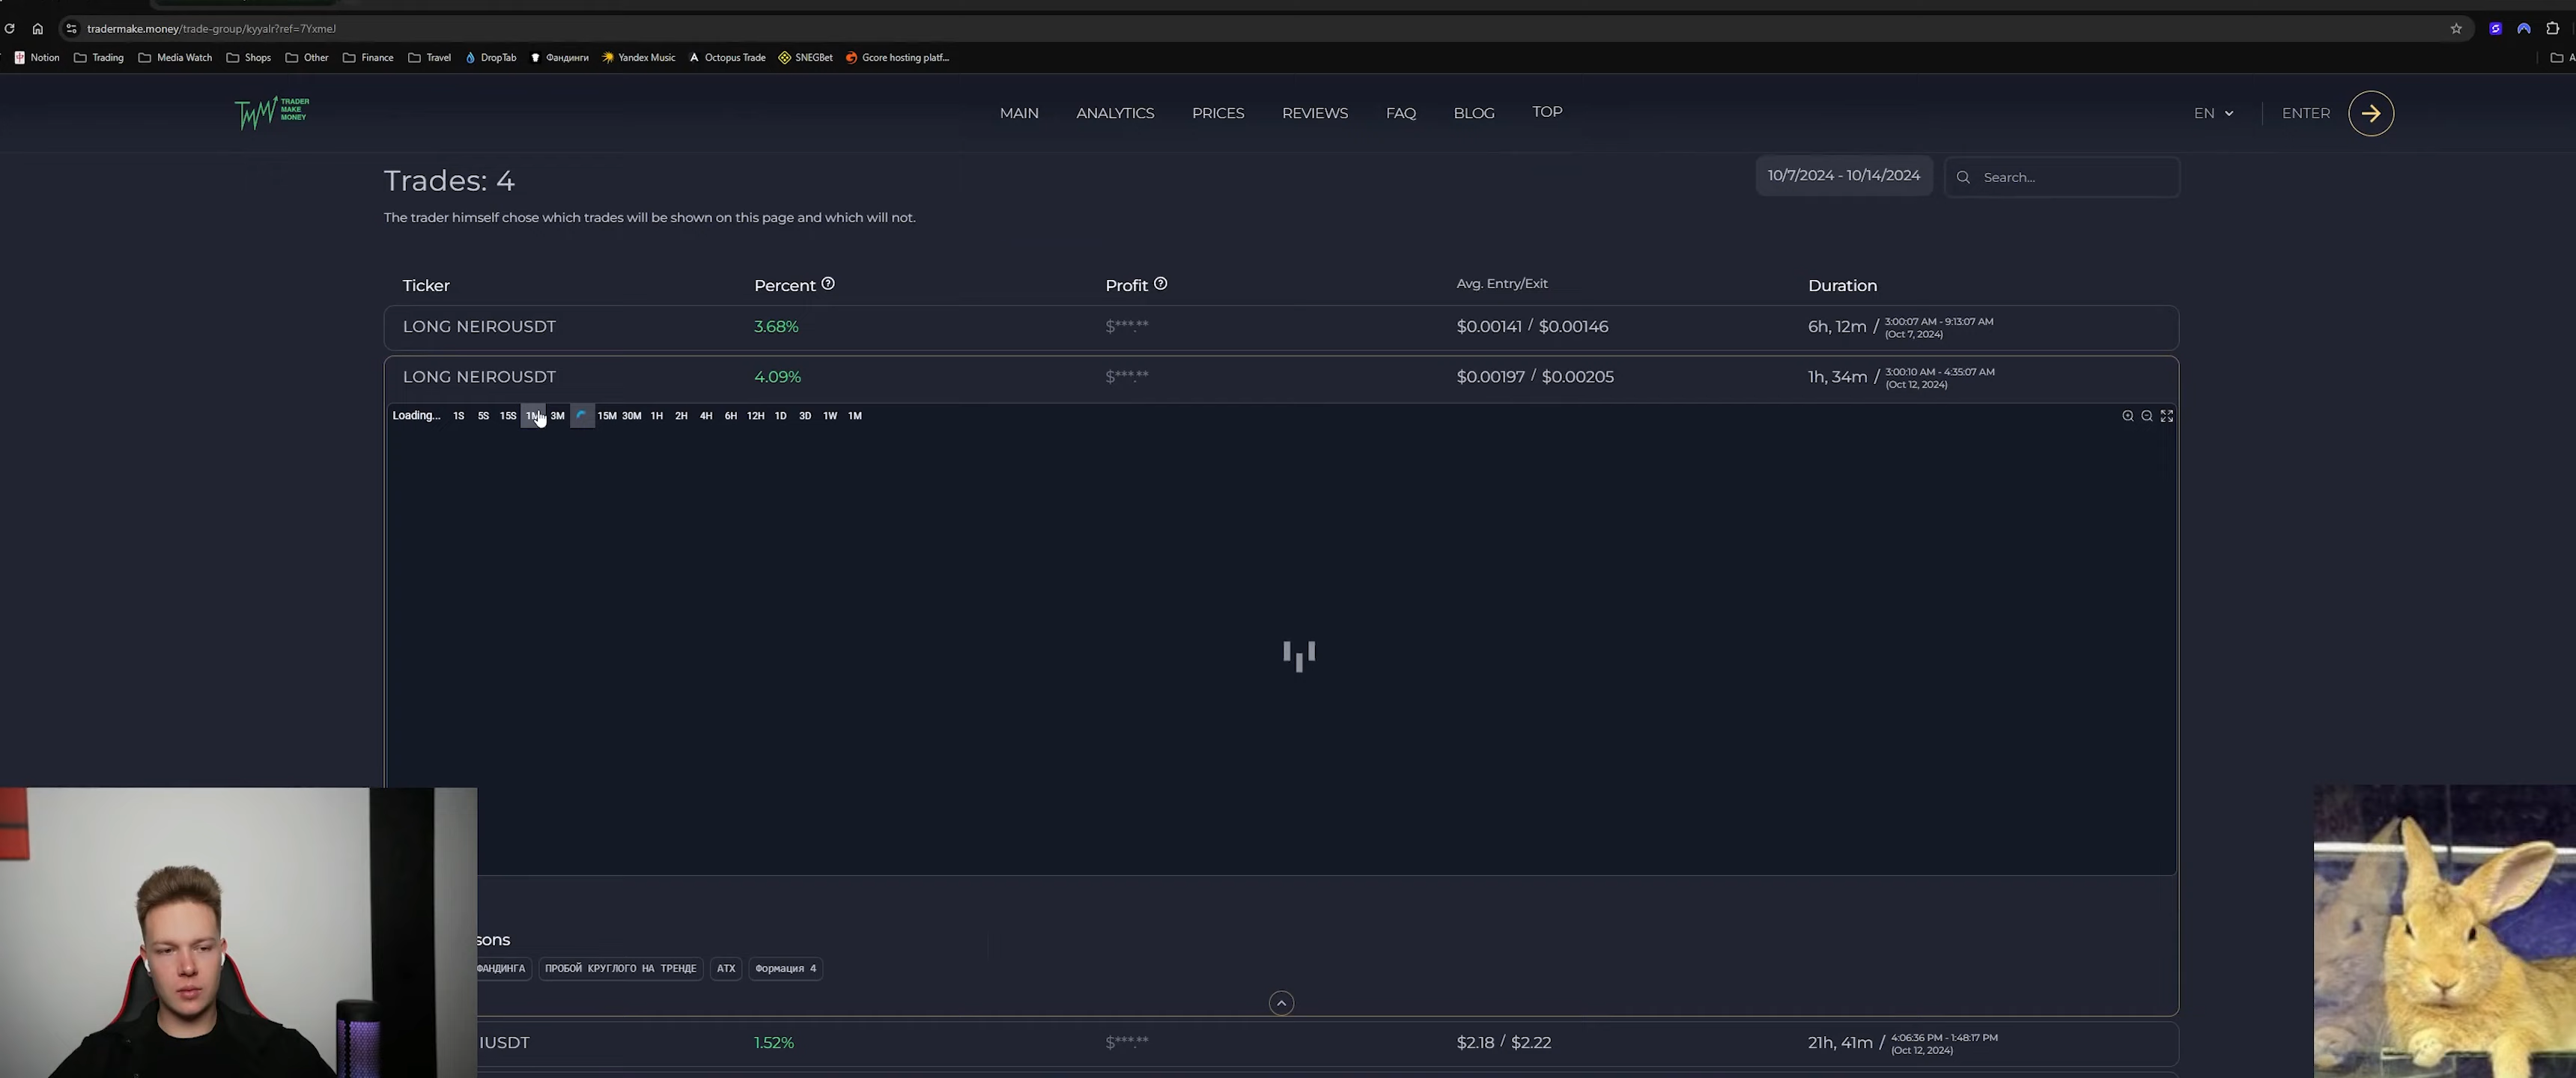 tradermake.money/trade-group/kyyalr?ref=7YxmeJ
Notion Trading Media Watch Shops Other Finance Travel DropTab Фандинги Yandex Music Octopus Trade SNEGBet Gcore hosting platf...
TRADER
MAKE
MONEY
MAIN ANALYTICS PRICES REVIEWS FAQ BLOG TOP
EN ENTER
Trades: 4
10/7/2024 - 10/14/2024 Search...
The trader himself chose which trades will be shown on this page and which will not.
Ticker Percent Profit Avg. Entry/Exit Duration
LONG NEIROUSDT 3.68% $***.** $0.00141 / $0.00146 6h, 12m / 3:00:07 AM - 9:13:07 AM
(Oct 7, 2024)
LONG NEIROUSDT 4.09% $***.** $0.00197 / $0.00205 1h, 34m / 3:00:10 AM - 4:35:07 AM
(Oct 12, 2024)
Loading... 1S 5S 15S 1M 3M 15M 30M 1H 2H 4H 6H 12H 1D 3D 1W 1M
sons
ФАНДИНГА ПРОБОЙ КРУГЛОГО НА ТРЕНДЕ ATX Формация 4
IUSDT 1.52% $***.** $2.18 / $2.22 21h, 41m / 4:06:36 PM - 1:48:17 PM
(Oct 12, 2024)